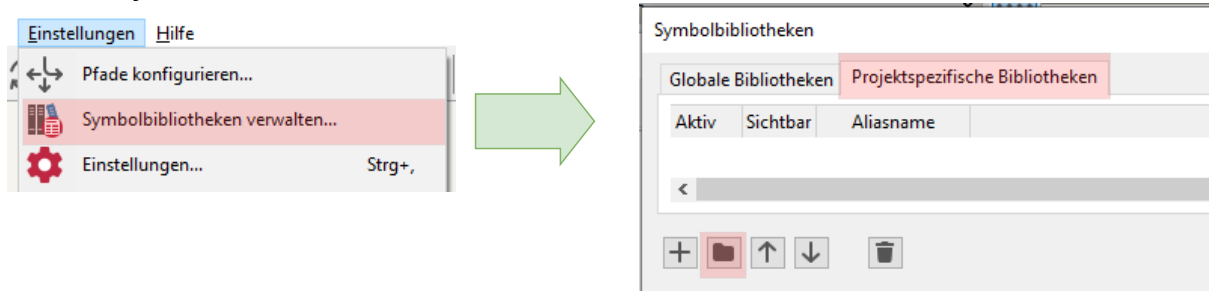 Einstellungen Hilfe
Pfade konfigurieren...
Symbolbibliotheken verwalten...
Einstellungen... Strg+,
Symbolbibliotheken
Globale Bibliotheken Projektspezifische Bibliotheken
Aktiv Sichtbar Aliasname